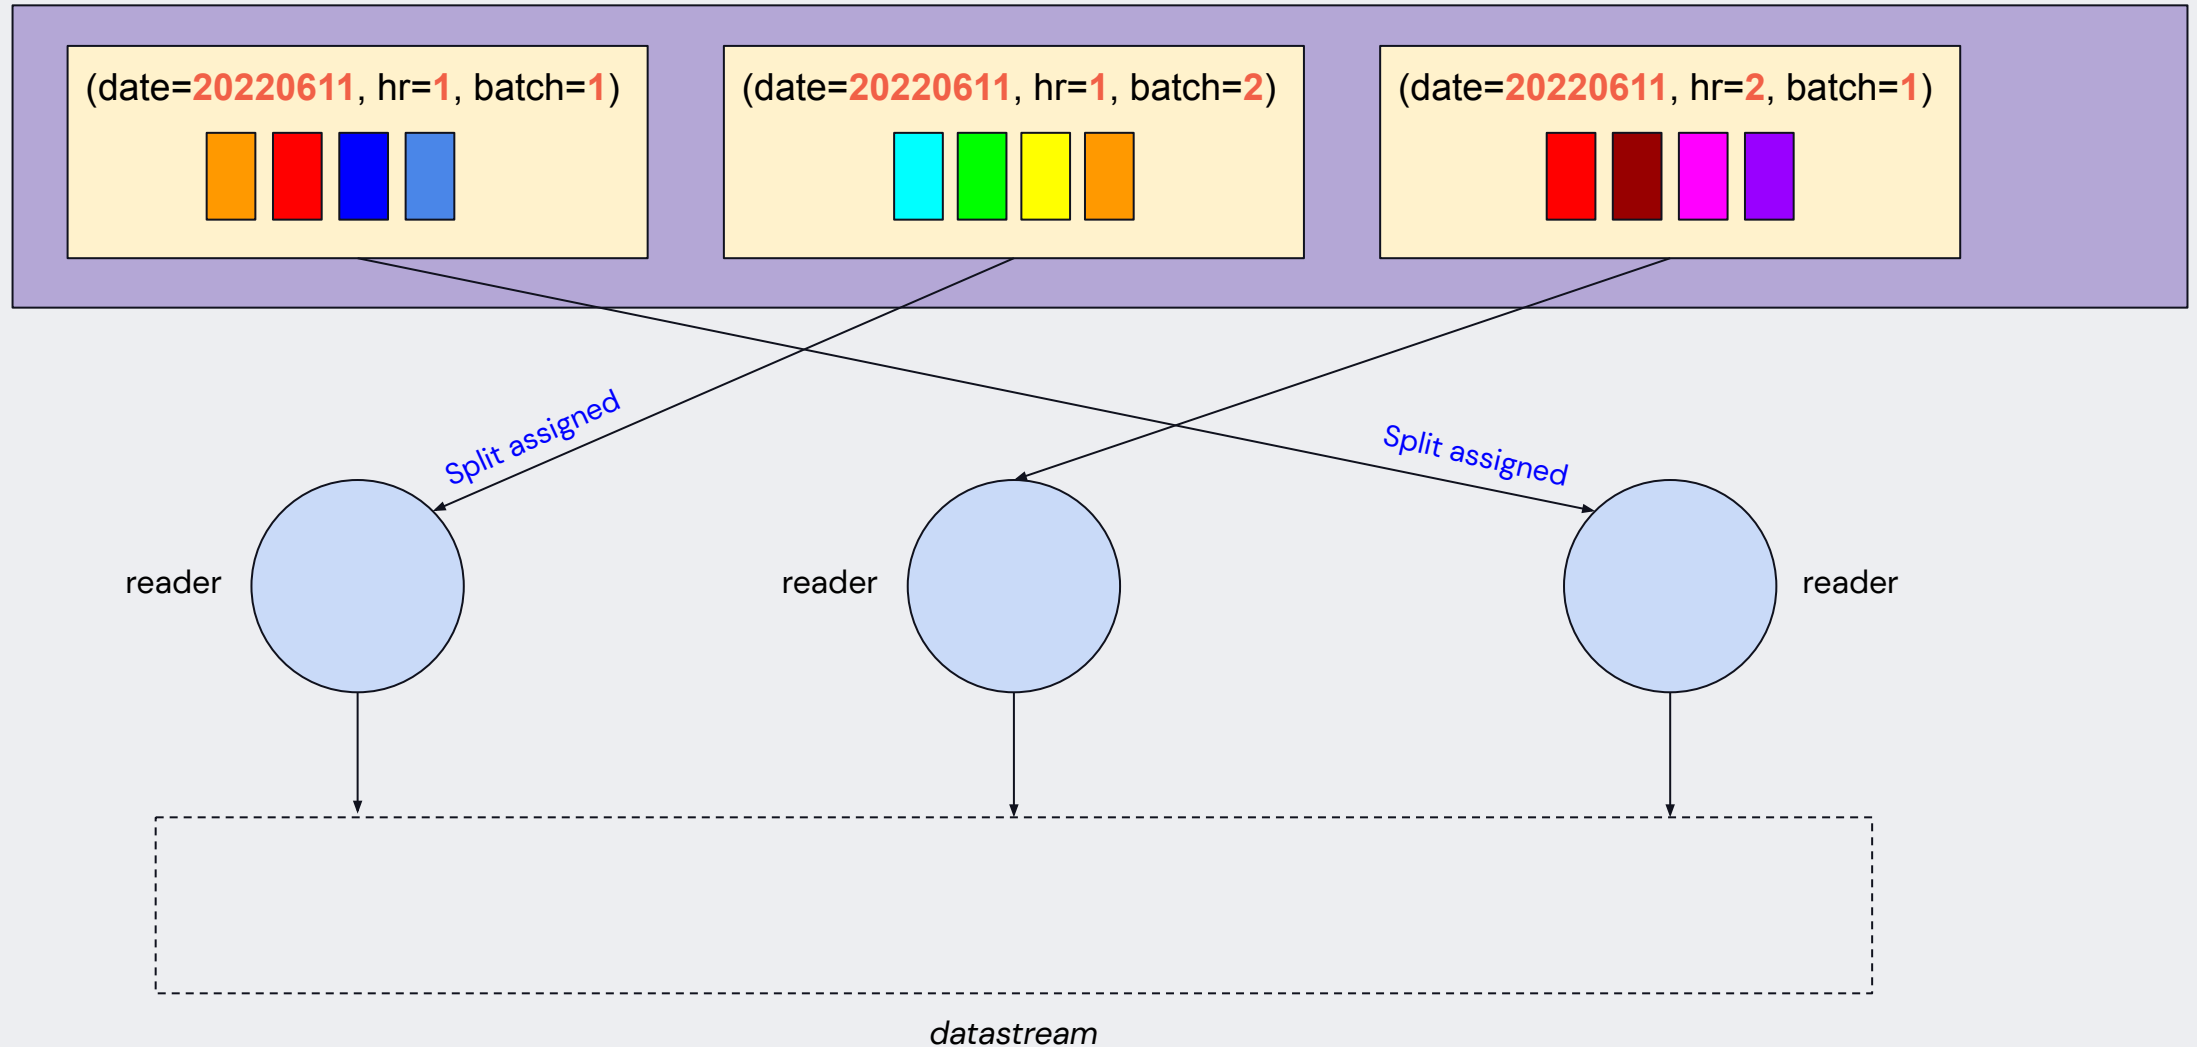 (date=20220611, hr=1, batch=1)
(date=20220611, hr=1, batch=2)
(date=20220611, hr=2, batch=1)
Split assigned
Split assigned
reader
reader
reader
datastream